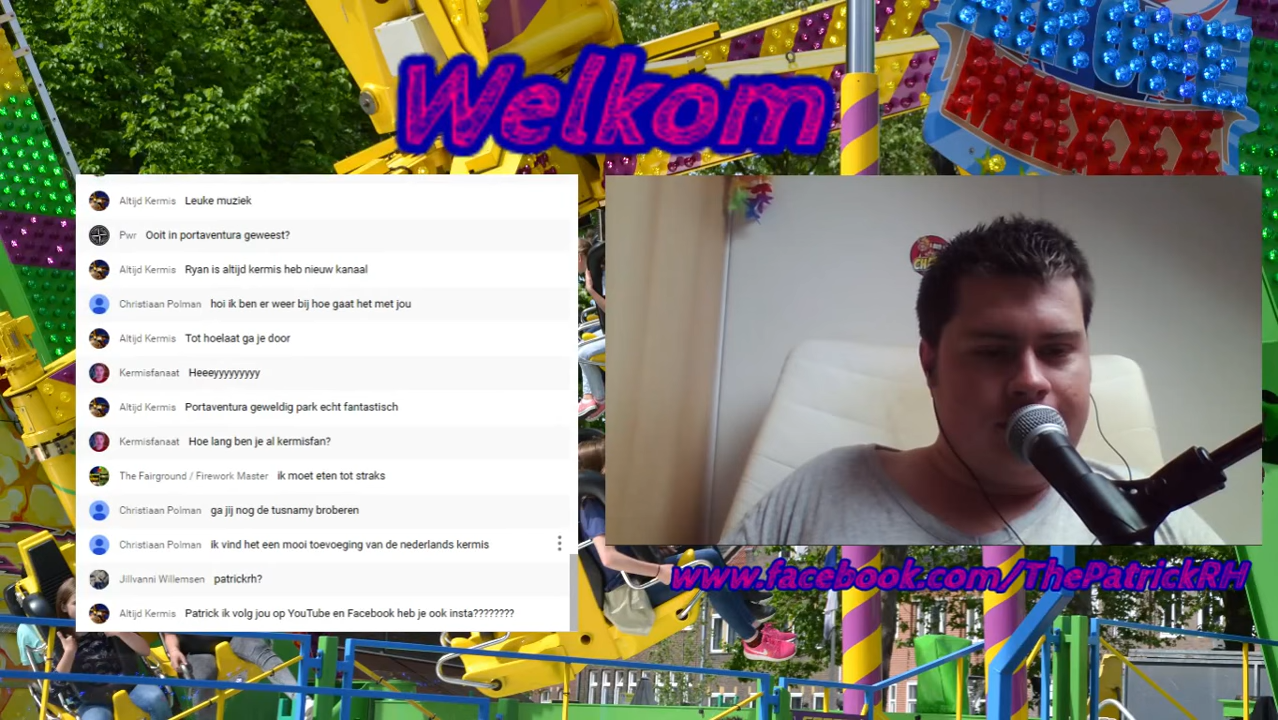 Welkom
Altijd Kermis Leuke muziek
Pwr Ooit in portaventura geweest?
Altijd Kermis Ryan is altijd kermis heb nieuw kanaal
Christiaan Polman hoi ik ben er weer bij hoe gaat het met jou
Altijd Kermis Tot hoelaat ga je door
Kermisfanaat Heeeyyyyyyyyy
Altijd Kermis Portaventura geweldig park echt fantastisch
Kermisfanaat Hoe lang ben je al kermisfan?
The Fairground / Firework Master ik moet eten tot straks
Christiaan Polman ga jij nog de tusnamy broberen
Christiaan Polman ik vind het een mooi toevoeging van de nederlands kermis
Jillvanni Willemsen patrickrh?
Altijd Kermis Patrick ik volg jou op YouTube en Facebook heb je ook insta????????
www.facebook.com/ThePatrickRH